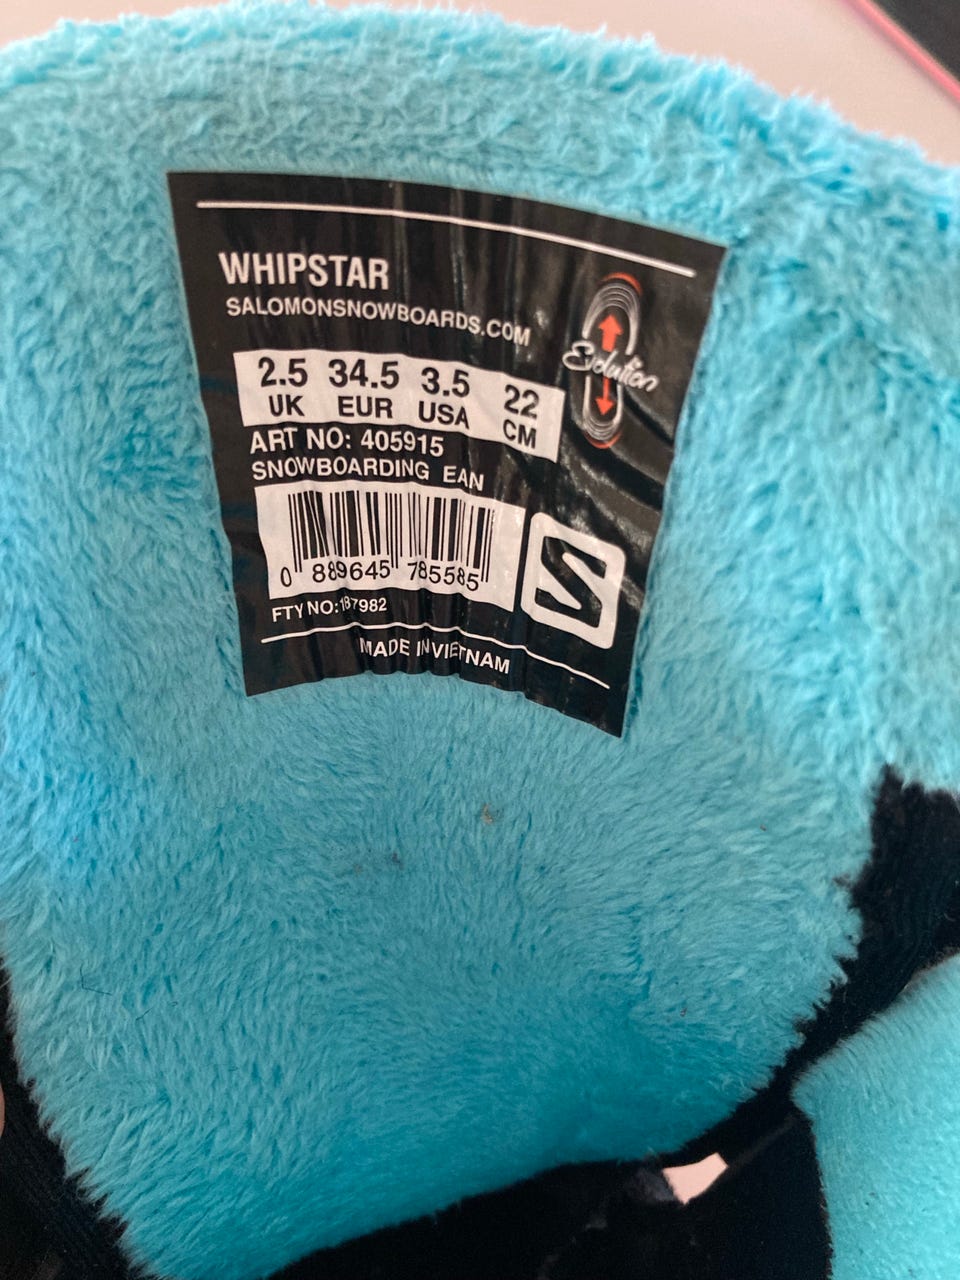 WHIPSTAR
SALOMONSNOWBOARDS.COM
Evolution
2.5 34.5 3.5 22
UK EUR USA CM
ART NO: 405915
SNOWBOARDING EAN
0 889645 785585
S
FTY NO:187982
MADE IN VIETNAM